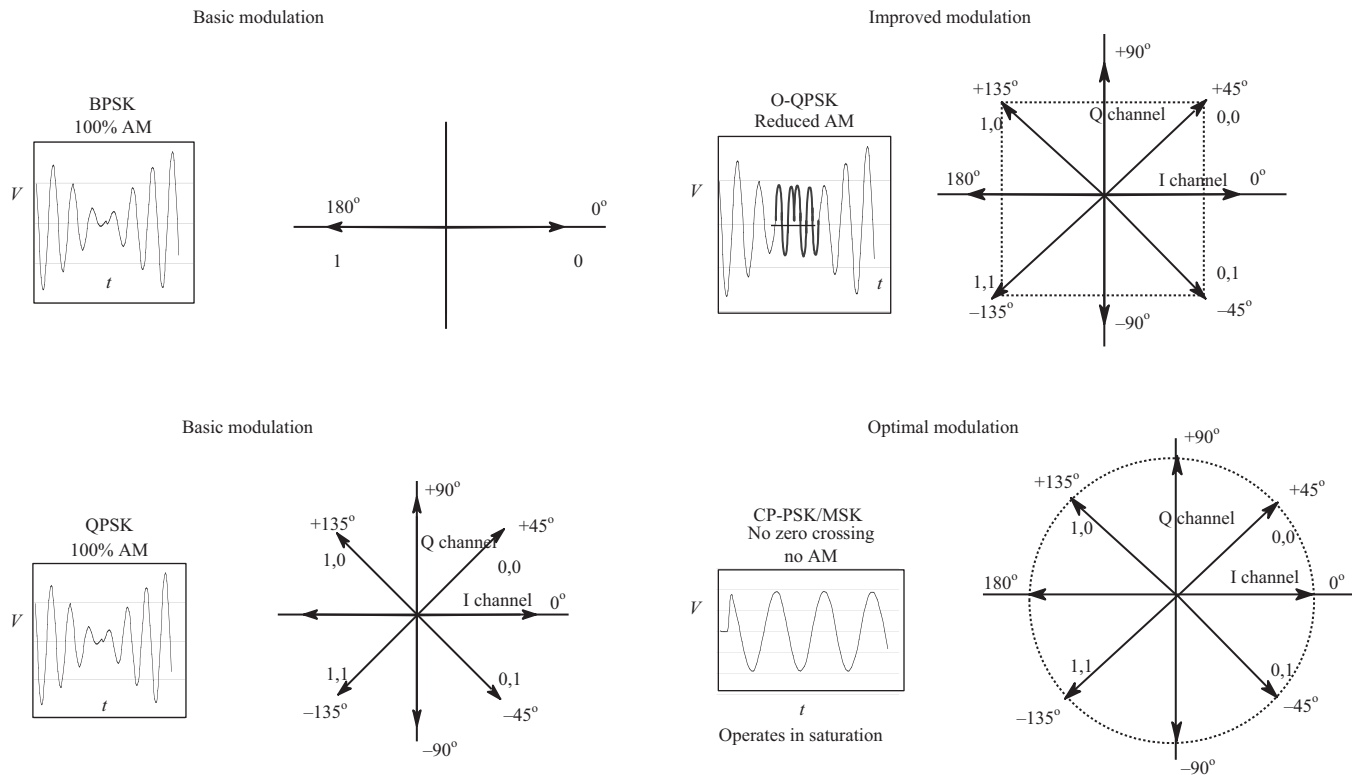 Basic modulation
BPSK
100% AM
V
t
180°
0°
1
0
Improved modulation
O-QPSK
Reduced AM
V
t
+90°
+135°
+45°
Q channel
1,0
0,0
180°
I channel
0°
1,1
0,1
–135°
–45°
–90°
Basic modulation
QPSK
100% AM
V
t
+90°
+135°
+45°
Q channel
1,0
0,0
I channel
0°
1,1
0,1
–135°
–45°
–90°
Optimal modulation
CP-PSK/MSK
No zero crossing
no AM
V
t
Operates in saturation
+90°
+135°
+45°
Q channel
1,0
0,0
180°
I channel
0°
1,1
0,1
–135°
–45°
–90°